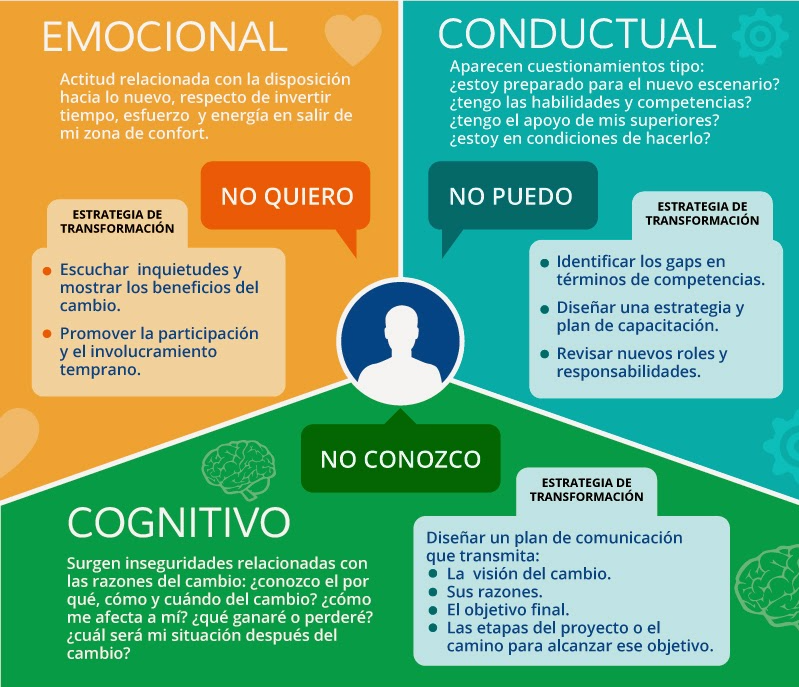 EMOCIONAL
Actitud relacionada con la disposición
hacia lo nuevo, respecto de invertir
tiempo, esfuerzo y energía en salir de
mi zona de confort.
NO QUIERO
ESTRATEGIA DE
TRANSFORMACIÓN
• Escuchar inquietudes y
mostrar los beneficios del
cambio.
• Promover la participación
y el involucramiento
temprano.
CONDUCTUAL
Aparecen cuestionamientos tipo:
¿estoy preparado para el nuevo escenario?
¿tengo las habilidades y competencias?
¿tengo el apoyo de mis superiores?
¿estoy en condiciones de hacerlo?
NO PUEDO
ESTRATEGIA DE
TRANSFORMACIÓN
• Identificar los gaps en
términos de competencias.
• Diseñar una estrategia y
plan de capacitación.
• Revisar nuevos roles y
responsabilidades.
NO CONOZCO
COGNITIVO
Surgen inseguridades relacionadas con
las razones del cambio: ¿conozco el por
qué, cómo y cuándo del cambio? ¿cómo
me afecta a mí? ¿qué ganaré o perderé?
¿cuál será mi situación después del
cambio?
ESTRATEGIA DE
TRANSFORMACIÓN
Diseñar un plan de comunicación
que transmita:
• La visión del cambio.
• Sus razones.
• El objetivo final.
• Las etapas del proyecto o el
camino para alcanzar ese objetivo.